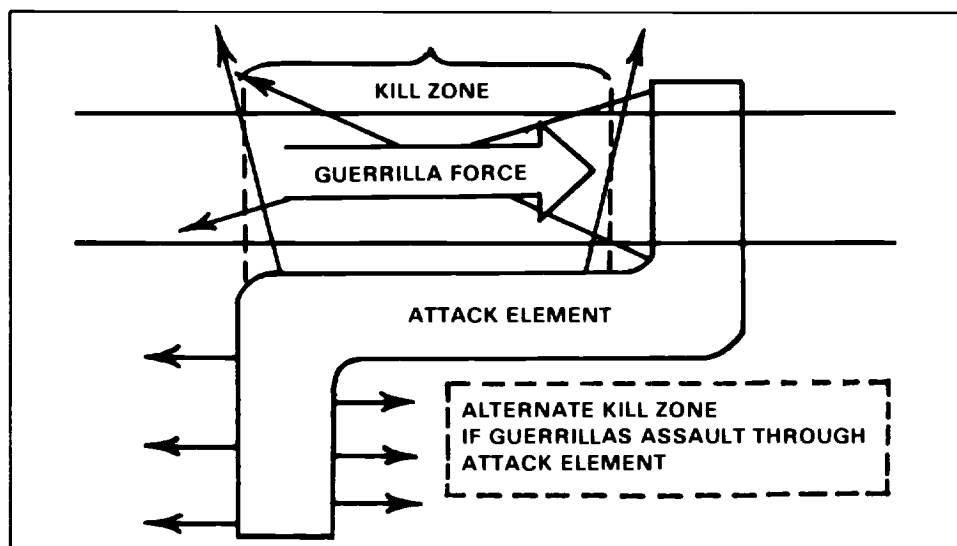 KILL ZONE
GUERRILLA FORCE
ATTACK ELEMENT
ALTERNATE KILL ZONE
IF GUERRILLAS ASSAULT THROUGH
ATTACK ELEMENT